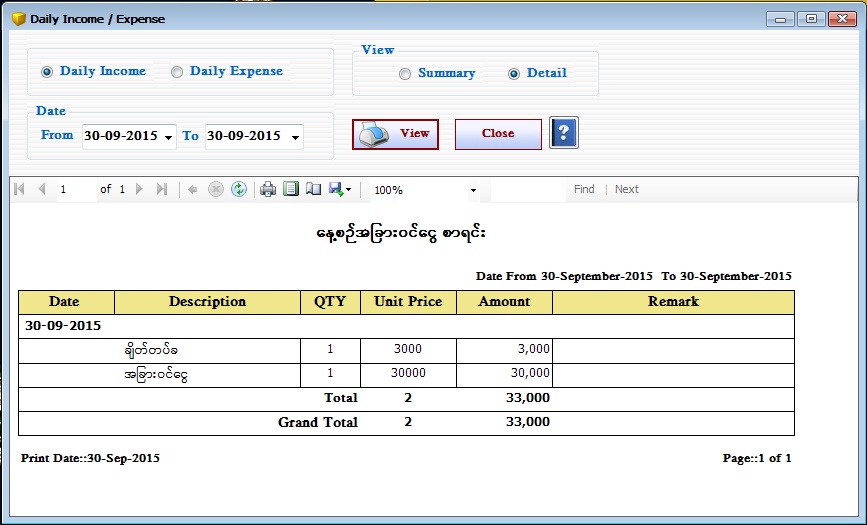 Daily Income / Expense
View
Daily Income Daily Expense
Summary Detail
Date
From 30-09-2015 To 30-09-2015
View Close ?
1 of 1 100% Find | Next
နေ့စဉ်အခြားဝင်ငွေ စာရင်း
Date From 30-September-2015 To 30-September-2015
Date Description QTY Unit Price Amount Remark
30-09-2015
ချိတ်တပ်ခ 1 3000 3,000
အခြားဝင်ငွေ 1 30000 30,000
Total 2 33,000
Grand Total 2 33,000
Print Date::30-Sep-2015 Page::1 of 1